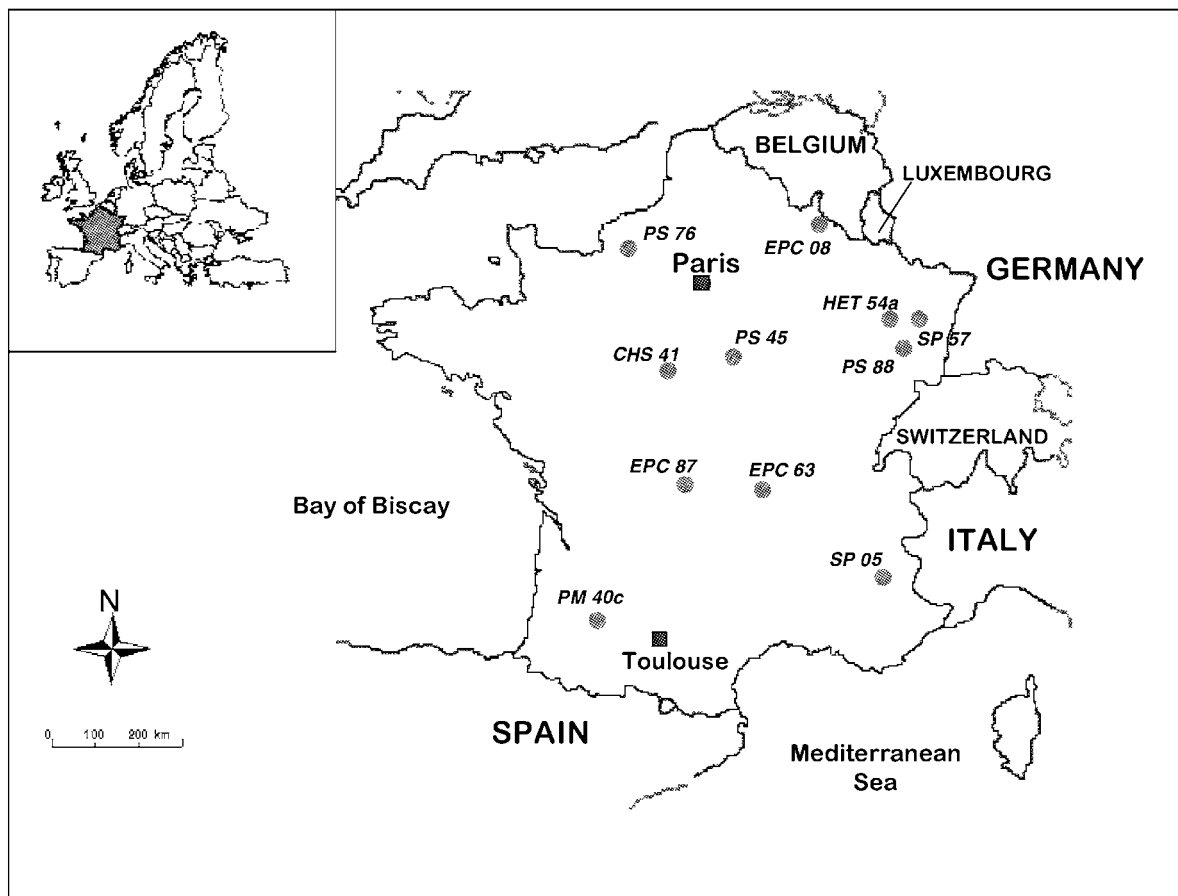 BELGIUM
LUXEMBOURG
PS 76
EPC 08
Paris
GERMANY
HET 54a
SP 57
PS 45
CHS 41
PS 88
SWITZERLAND
EPC 87
EPC 63
Bay of Biscay
ITALY
SP 05
PM 40c
N
Toulouse
SPAIN
0 100 200 km
Mediterranean
Sea